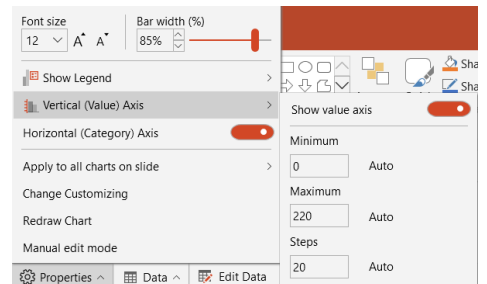 Font size
Bar width (%)
12
A
A
85%
Show Legend
Vertical (Value) Axis
Horizontal (Category) Axis
Apply to all charts on slide
Change Customizing
Redraw Chart
Manual edit mode
Properties
Data
Edit Data
Sha
Sha
Show value axis
Minimum
0
Auto
Maximum
220
Auto
Steps
20
Auto